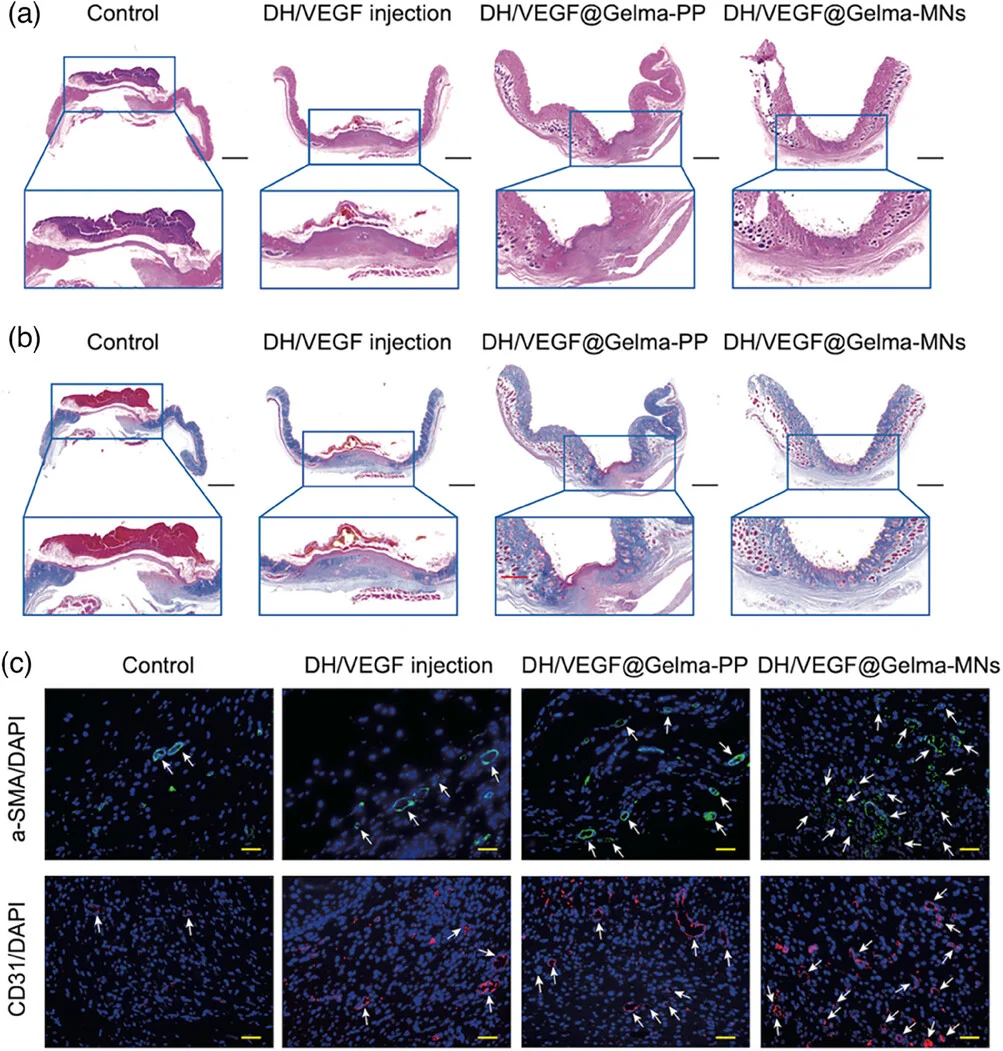 (a)
Control DH/VEGF injection DH/VEGF@Gelma-PP DH/VEGF@Gelma-MNs
(b)
Control DH/VEGF injection DH/VEGF@Gelma-PP DH/VEGF@Gelma-MNs
(c)
Control DH/VEGF injection DH/VEGF@Gelma-PP DH/VEGF@Gelma-MNs
a-SMA/DAPI
CD31/DAPI